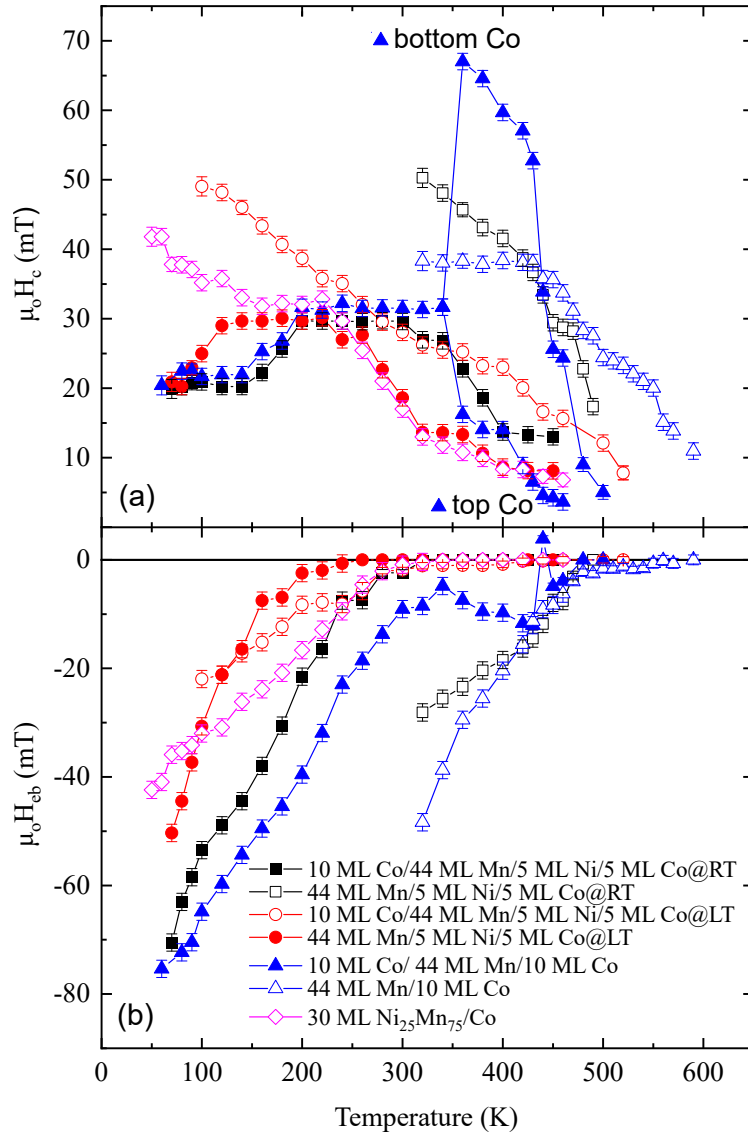 70
60
50
40
30
20
10
μₒH_c (mT)
bottom Co
top Co
(a)
0
-20
-40
-60
-80
μₒH_eb (mT)
10 ML Co/44 ML Mn/5 ML Ni/5 ML Co@RT
44 ML Mn/5 ML Ni/5 ML Co@RT
10 ML Co/44 ML Mn/5 ML Ni/5 ML Co@LT
44 ML Mn/5 ML Ni/5 ML Co@LT
10 ML Co/ 44 ML Mn/10 ML Co
44 ML Mn/10 ML Co
30 ML Ni₂₅Mn₇₅/Co
(b)
0 100 200 300 400 500 600
Temperature (K)